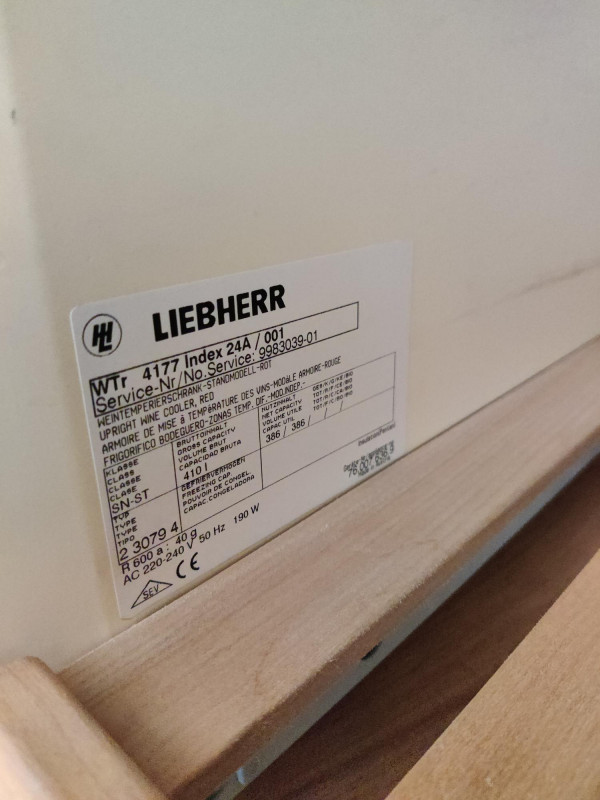 HL
LIEBHERR
WTr 4177 Index 24A / 001
Service-Nr/No.Service: 9983039-01
WEINTEMPERIERSCHRANK-STANDMODELL-ROT
UPRIGHT WINE COOLER, RED
ARMOIRE DE MISE à TEMPéRATURE DES VINS-MODèLE ARMOIRE-ROUGE
FRIGORIFICO BODEGUERO-ZONAS TEMP. DIF.-MOD.INDEP.-
KLASSE
CLASS
CLASSE
CLASE
SN-ST
BRUTTOINHALT
GROSS CAPACITY
VOLUME BRUT
CAPACIDAD BRUTA
410 l
NUTZINHALT
NET CAPACITY
VOLUME UTILE
CAPAC UTIL
386 / 386 / / /
TYP
TYPE
TYPE
TIPO
2 3079 4
GEFRIERVERMÖGEN
FREEZING CAP.
POUVOIR DE CONGEL.
CAPAC.CONGELADORA
R 600 a : 40 g
AC 220-240 V 50 Hz 190 W
SEV
CE